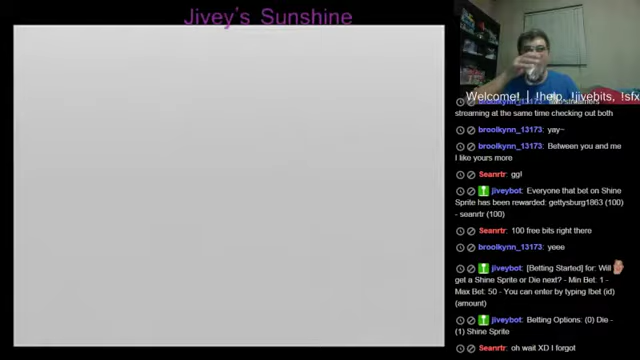 Jivey's Sunshine
Welcome! | !help, !jivebits, !sfx
streaming at the same time checking out both
broolkynn_13173: yay~
broolkynn_13173: Between you and me
I like yours more
Seanrtr: gg!
jiveybot: Everyone that bet on Shine
Sprite has been rewarded: gettysburg1863 (100)
- seanrtr (100)
Seanrtr: 100 free bits right there
broolkynn_13173: yeee
jiveybot: [Betting Started] for: Will
get a Shine Sprite or Die next? - Min Bet: 1 -
Max Bet: 50 - You can enter by typing !bet (id)
(amount)
jiveybot: Betting Options: (0) Die -
(1) Shine Sprite
Seanrtr: oh wait XD I forgot